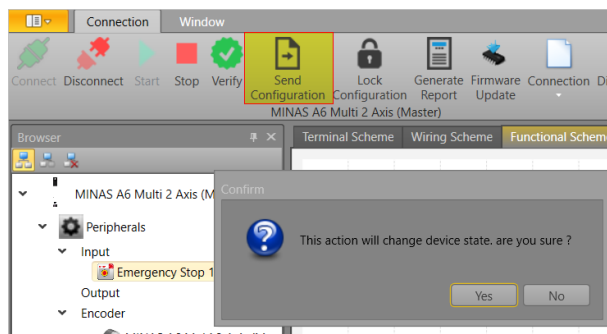 Connection Window
Connect Disconnect Start Stop Verify Send Configuration Lock Configuration Generate Report Firmware Update Connection
MINAS A6 Multi 2 Axis (Master)
Browser
Terminal Scheme Wiring Scheme Functional Schem
MINAS A6 Multi 2 Axis (M
Confirm
Peripherals
This action will change device state. are you sure ?
Input
Emergency Stop 1
Output
Yes No
Encoder